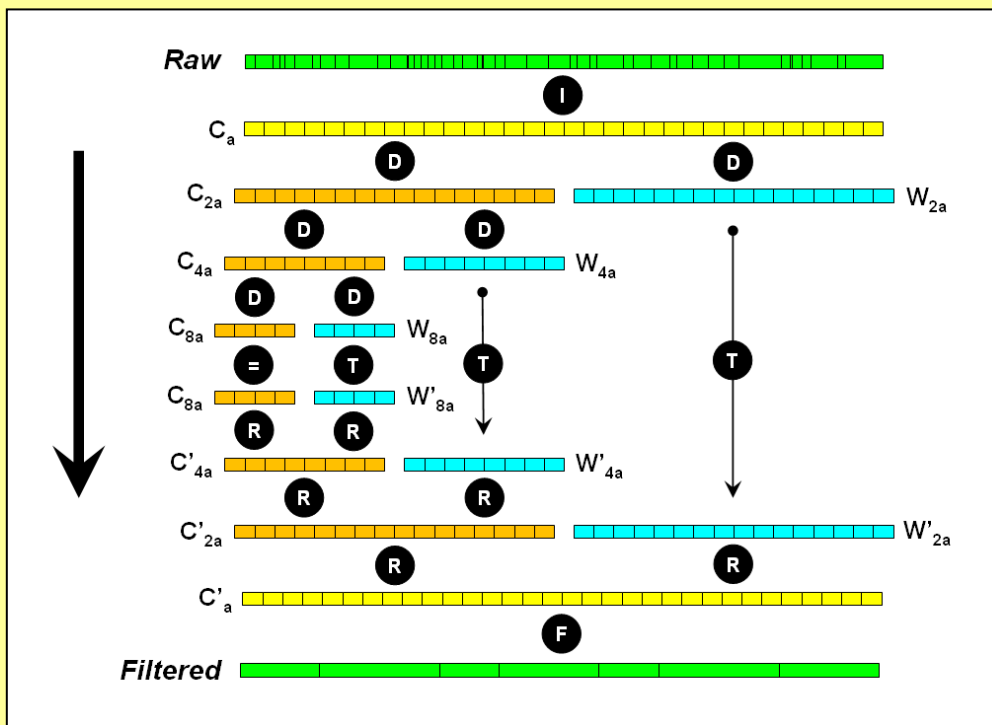 Raw
I
Ca
D D
C2a W2a
D D
C4a W4a
D D
C8a W8a
= T T T
C8a W'8a
R R
C'4a W'4a
R R
C'2a W'2a
R R
C'a
F
Filtered